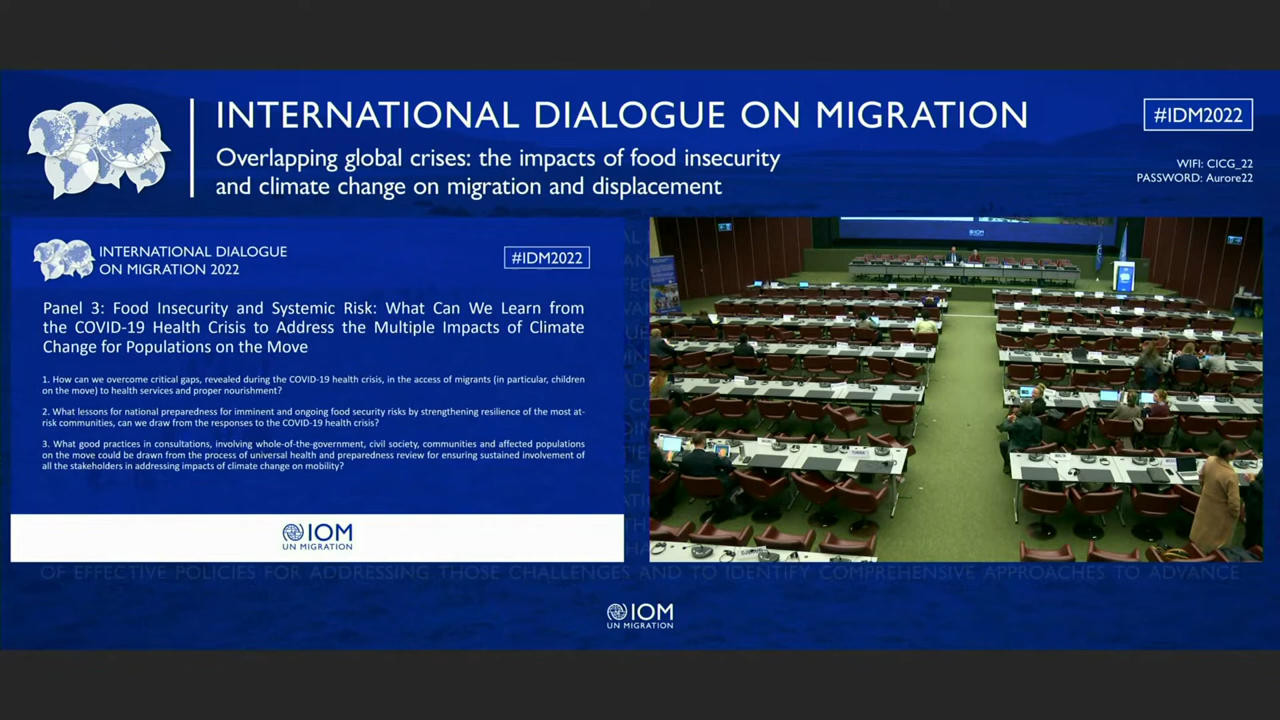 INTERNATIONAL DIALOGUE ON MIGRATION
Overlapping global crises: the impacts of food insecurity
and climate change on migration and displacement
#IDM2022
WIFI: CICG_22
PASSWORD: Aurore22
INTERNATIONAL DIALOGUE
ON MIGRATION 2022
#IDM2022
Panel 3: Food Insecurity and Systemic Risk: What Can We Learn from
the COVID-19 Health Crisis to Address the Multiple Impacts of Climate
Change for Populations on the Move
1. How can we overcome critical gaps, revealed during the COVID-19 health crisis, in the access of migrants (in particular, children
on the move) to health services and proper nourishment?
2. What lessons for national preparedness for imminent and ongoing food security risks by strengthening resilience of the most at-
risk communities, can we draw from the responses to the COVID-19 health crisis?
3. What good practices in consultations, involving whole-of-the-government, civil society, communities and affected populations
on the move could be drawn from the process of universal health and preparedness review for ensuring sustained involvement of
all the stakeholders in addressing impacts of climate change on mobility?
IOM
UN MIGRATION
IOM
OF EFFECTIVE POLICIES FOR ADDRESSING THOSE CHALLENGES AND TO IDENTIFY COMPREHENSIVE APPROACHES TO ADVANCE
IOM
UN MIGRATION